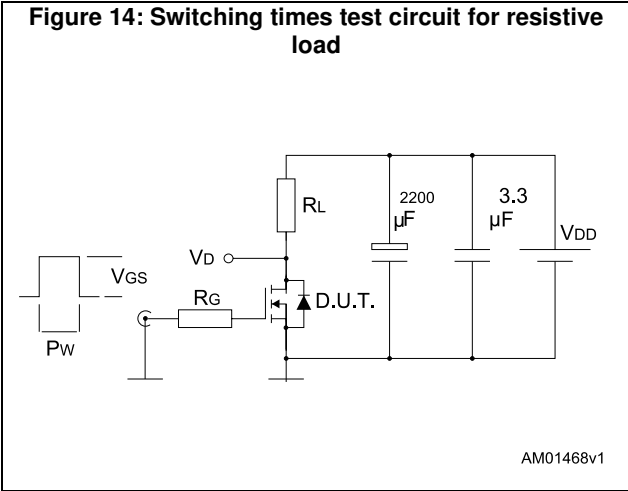 Figure 14: Switching times test circuit for resistive
load
2200
μF
3.3
μF
VDD
RL
VD
VGS
RG
D.U.T.
PW
AM01468v1